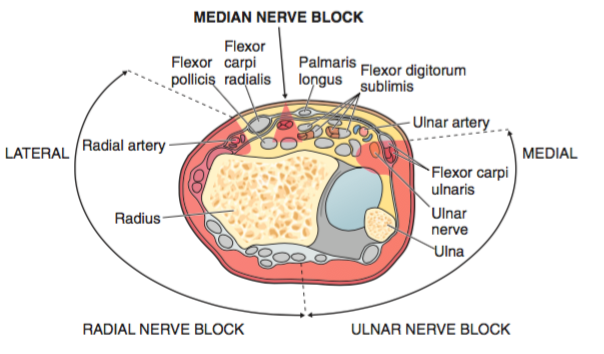 MEDIAN NERVE BLOCK
Flexor
pollicis
Flexor
carpi
radialis
Palmaris
longus
Flexor digitorum
sublimis
Ulnar artery
Radial artery
LATERAL
MEDIAL
Flexor carpi
ulnaris
Radius
Ulnar
nerve
Ulna
RADIAL NERVE BLOCK
ULNAR NERVE BLOCK